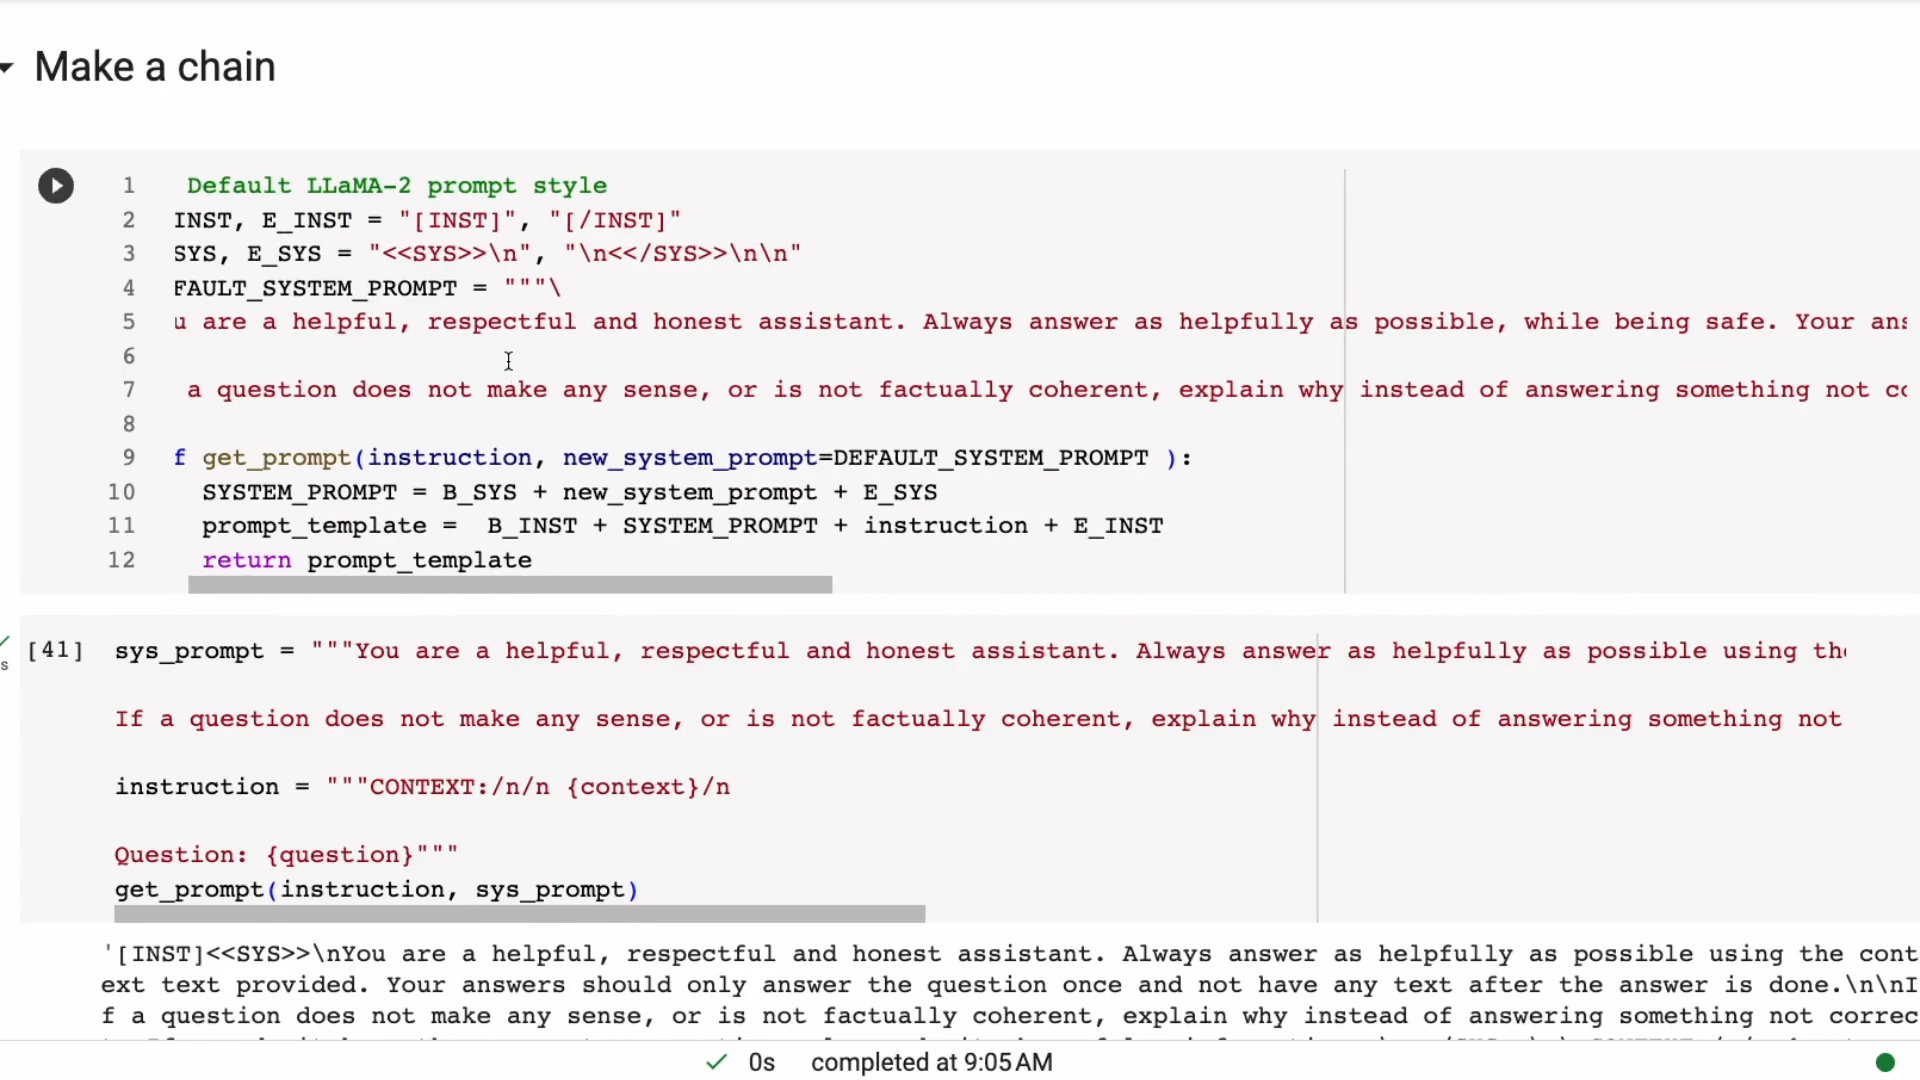 Make a chain
1 Default LLaMA-2 prompt style
2 INST, E_INST = "[INST]", "[/INST]"
3 SYS, E_SYS = "<<SYS>>\n", "\n<</SYS>>\n\n"
4 FAULT_SYSTEM_PROMPT = """\
5 u are a helpful, respectful and honest assistant. Always answer as helpfully as possible, while being safe. Your ans
6
7 a question does not make any sense, or is not factually coherent, explain why instead of answering something not co
8
9 f get_prompt(instruction, new_system_prompt=DEFAULT_SYSTEM_PROMPT ):
10 SYSTEM_PROMPT = B_SYS + new_system_prompt + E_SYS
11 prompt_template =  B_INST + SYSTEM_PROMPT + instruction + E_INST
12 return prompt_template
s [41] sys_prompt = """You are a helpful, respectful and honest assistant. Always answer as helpfully as possible using th
If a question does not make any sense, or is not factually coherent, explain why instead of answering something not
instruction = """CONTEXT:/n/n {context}/n
Question: {question}"""
get_prompt(instruction, sys_prompt)
'[INST]<<SYS>>\nYou are a helpful, respectful and honest assistant. Always answer as helpfully as possible using the cont
ext text provided. Your answers should only answer the question once and not have any text after the answer is done.\n\nI
f a question does not make any sense, or is not factually coherent, explain why instead of answering something not correc
0s completed at 9:05 AM